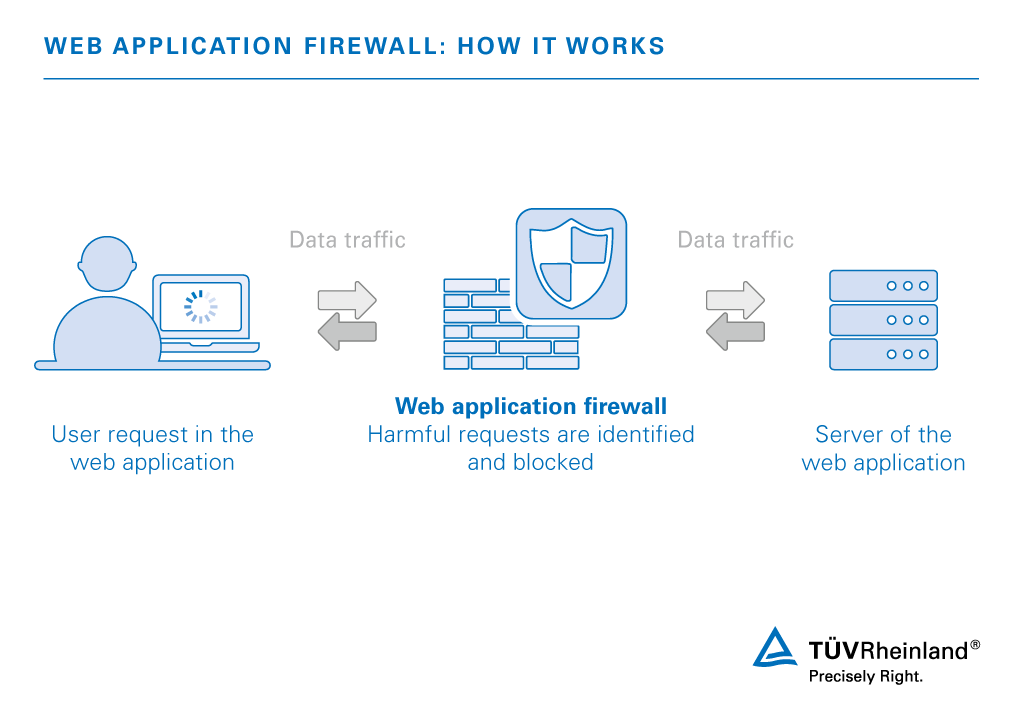 WEB APPLICATION FIREWALL: HOW IT WORKS
Data traffic
Data traffic
User request in the
web application
Web application firewall
Harmful requests are identified
and blocked
Server of the
web application
TÜVRheinland®
Precisely Right.